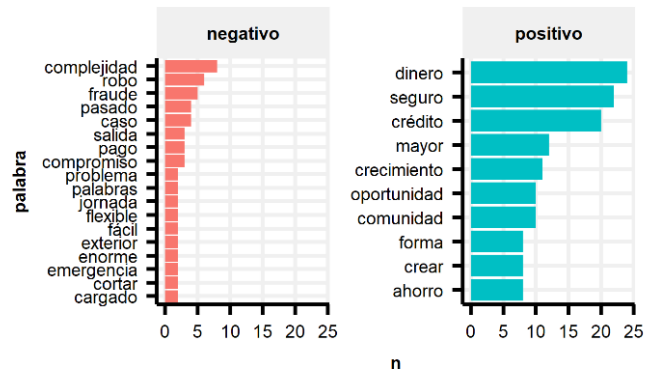 negativo
positivo
palabra
complejidad
robo
fraude
pasado
caso
salida
pago
compromiso
problema
palabras
jornada
flexible
fácil
exterior
enorme
emergencia
cortar
cargado
0 5 10 15 20 25
dinero
seguro
crédito
mayor
crecimiento
oportunidad
comunidad
forma
crear
ahorro
0 5 10 15 20 25
n